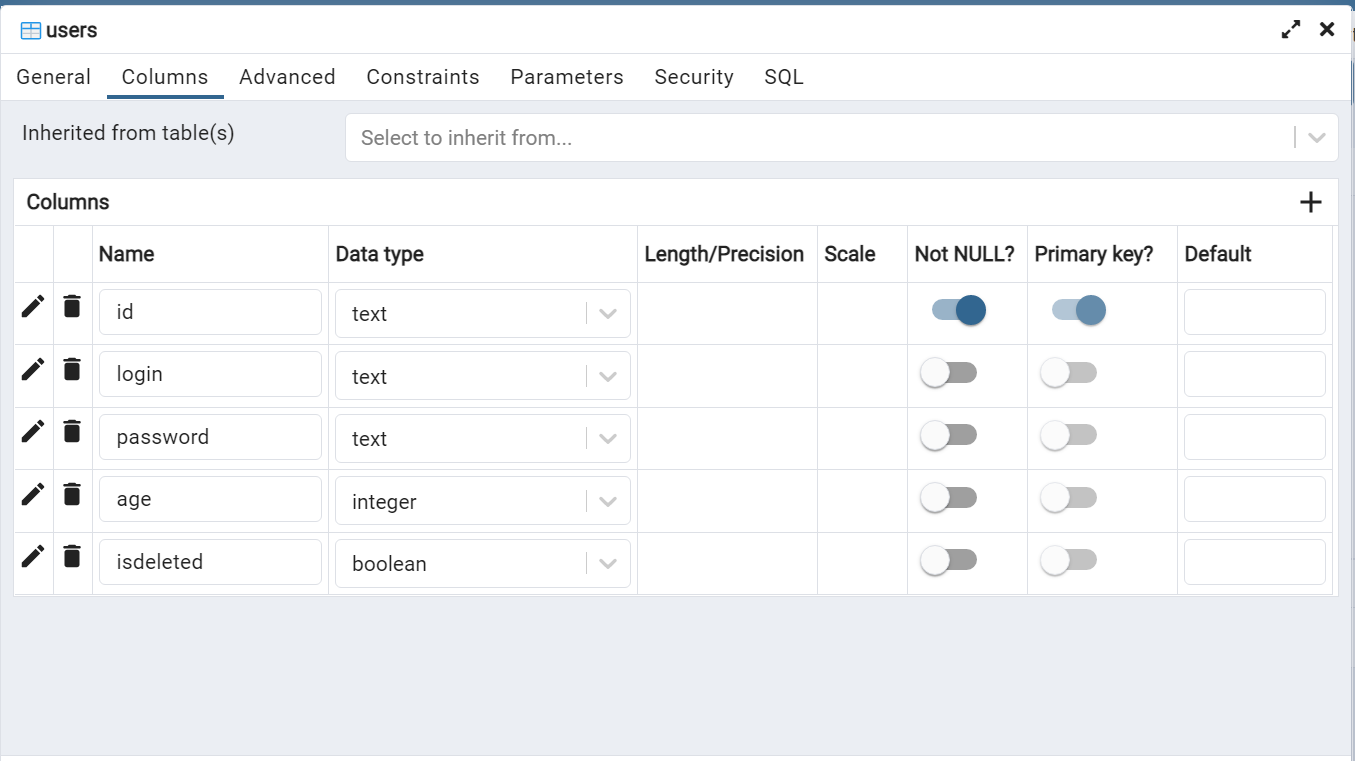 users
General Columns Advanced Constraints Parameters Security SQL
Inherited from table(s) Select to inherit from...
Columns
Name Data type Length/Precision Scale Not NULL? Primary key? Default
id text
login text
password text
age integer
isdeleted boolean